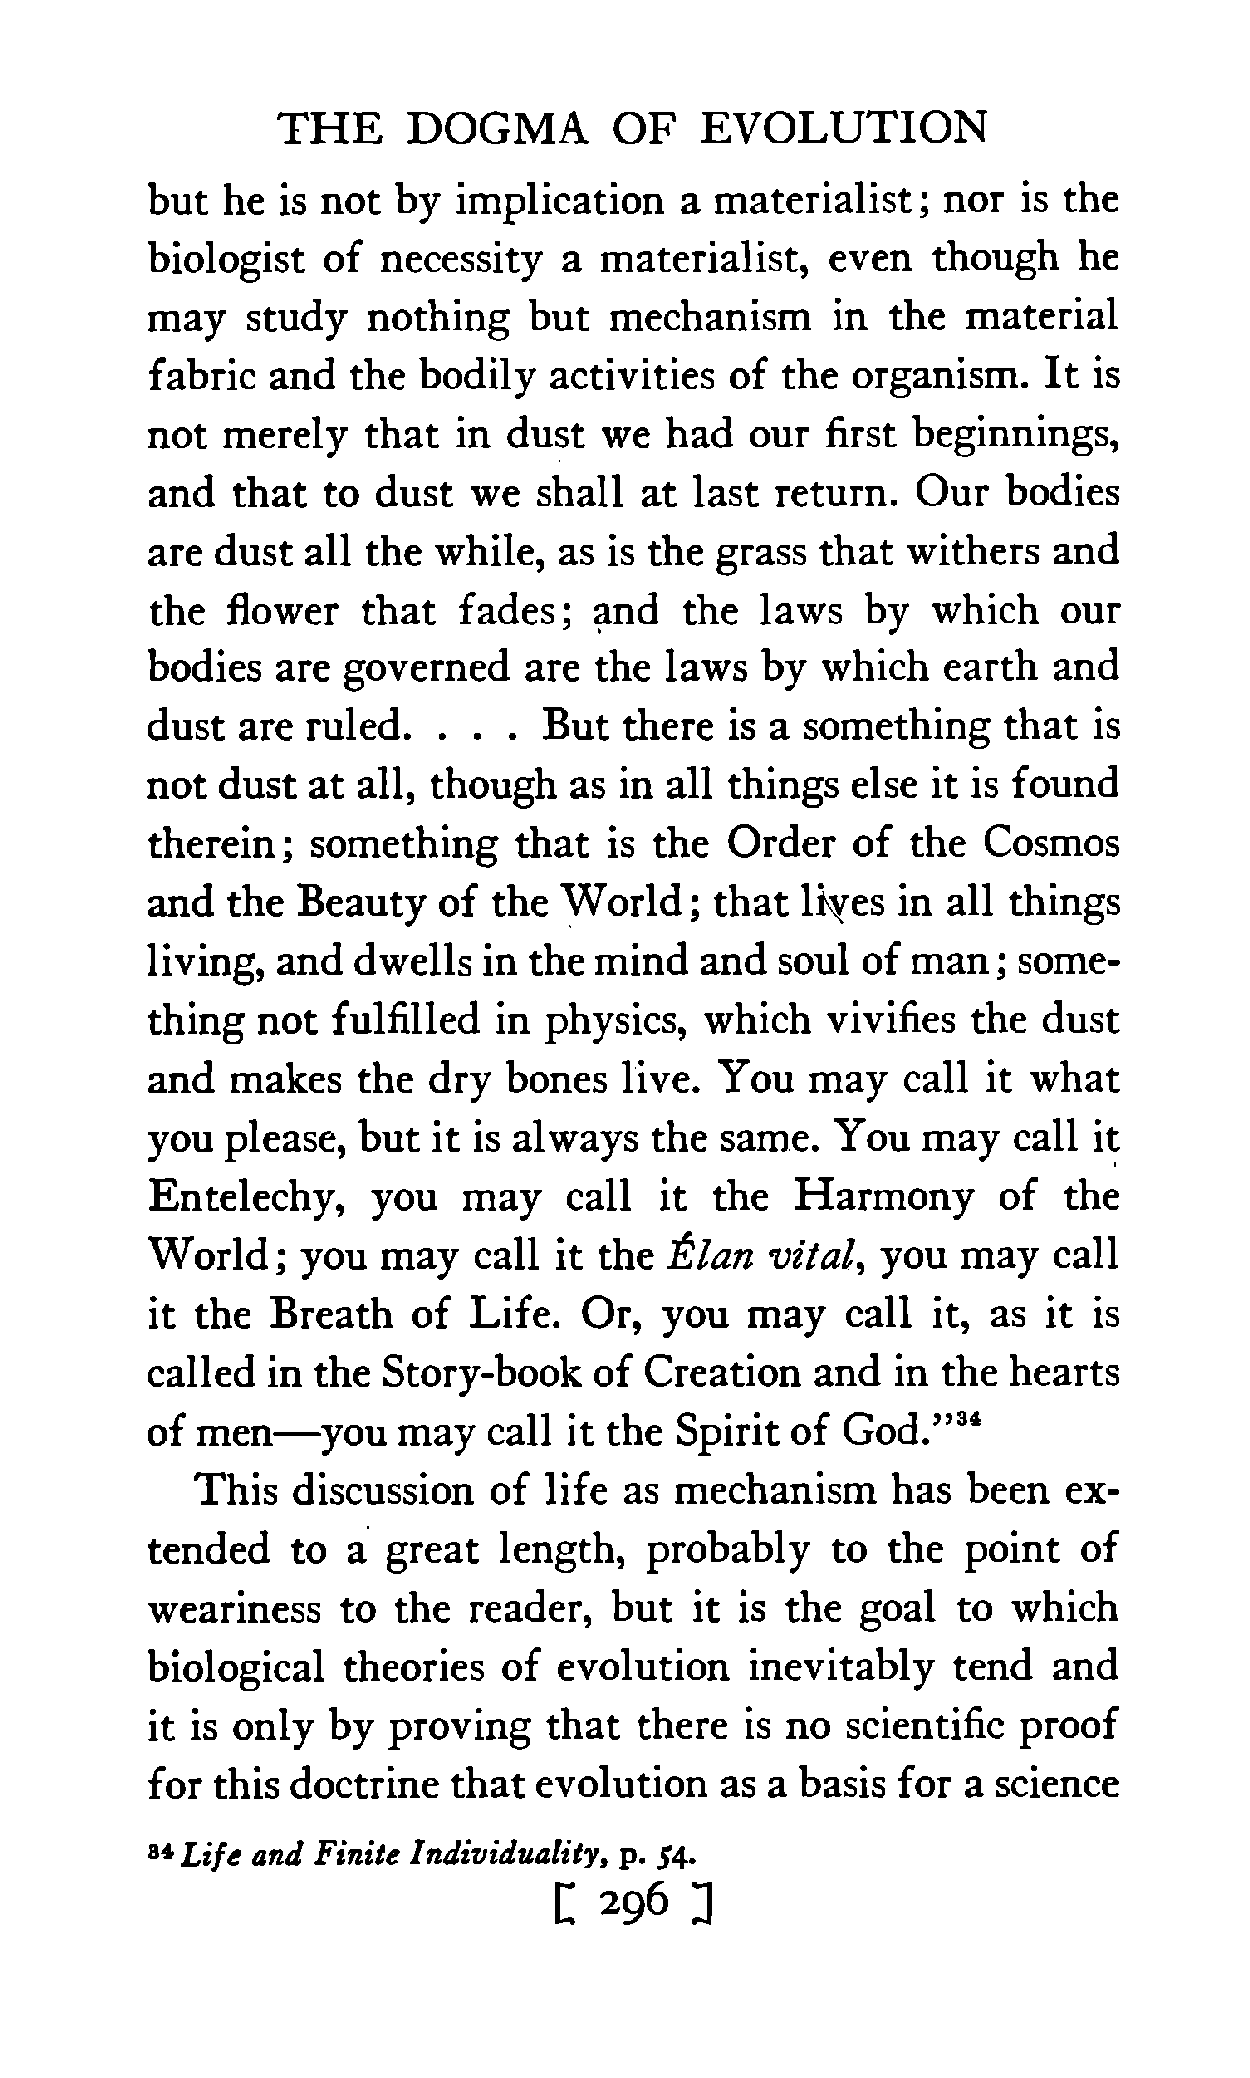 THE DOGMA OF EVOLUTION
but he is not by implication a materialist; nor is the
biologist of necessity a materialist, even though he
may study nothing but mechanism in the material
fabric and the bodily activities of the organism. It is
not merely that in dust we had our first beginnings,
and that to dust we shall at last return. Our bodies
are dust all the while, as is the grass that withers and
the flower that fades; and the laws by which our
bodies are governed are the laws by which earth and
dust are ruled. . . . But there is a something that is
not dust at all, though as in all things else it is found
therein; something that is the Order of the Cosmos
and the Beauty of the World; that lives in all things
living, and dwells in the mind and soul of man; some-
thing not fulfilled in physics, which vivifies the dust
and makes the dry bones live. You may call it what
you please, but it is always the same. You may call it
Entelechy, you may call it the Harmony of the
World; you may call it the Élan vital, you may call
it the Breath of Life. Or, you may call it, as it is
called in the Story-book of Creation and in the hearts
of men—you may call it the Spirit of God."34
This discussion of life as mechanism has been ex-
tended to a great length, probably to the point of
weariness to the reader, but it is the goal to which
biological theories of evolution inevitably tend and
it is only by proving that there is no scientific proof
for this doctrine that evolution as a basis for a science
34 Life and Finite Individuality, p. 54.
[ 296 ]